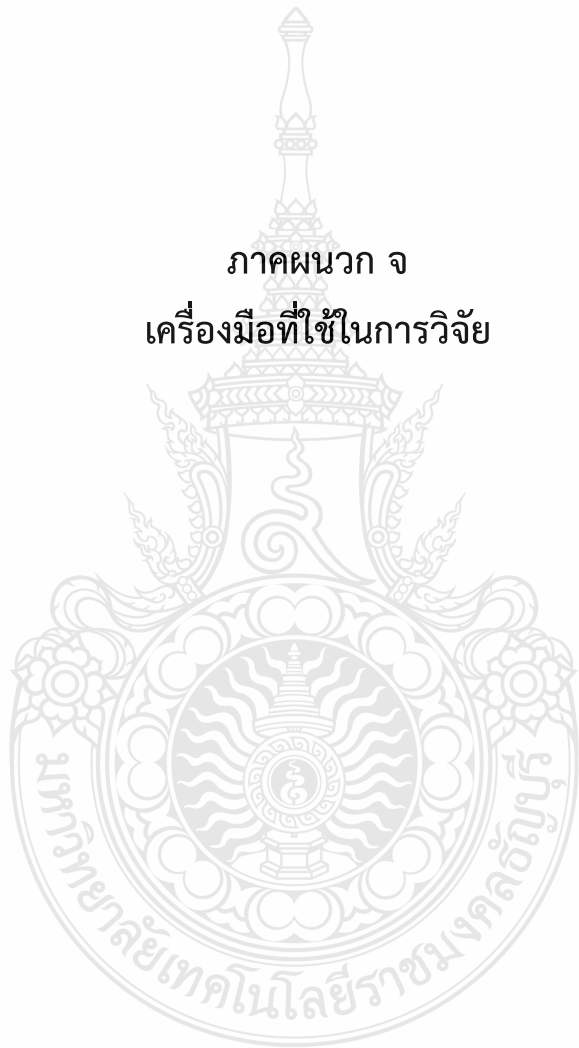 ภาคผนวก จ
เครื่องมือที่ใช้ในการวิจัย
มหาวิทยาลัยเทคโนโลยีราชมงคลธัญบุรี